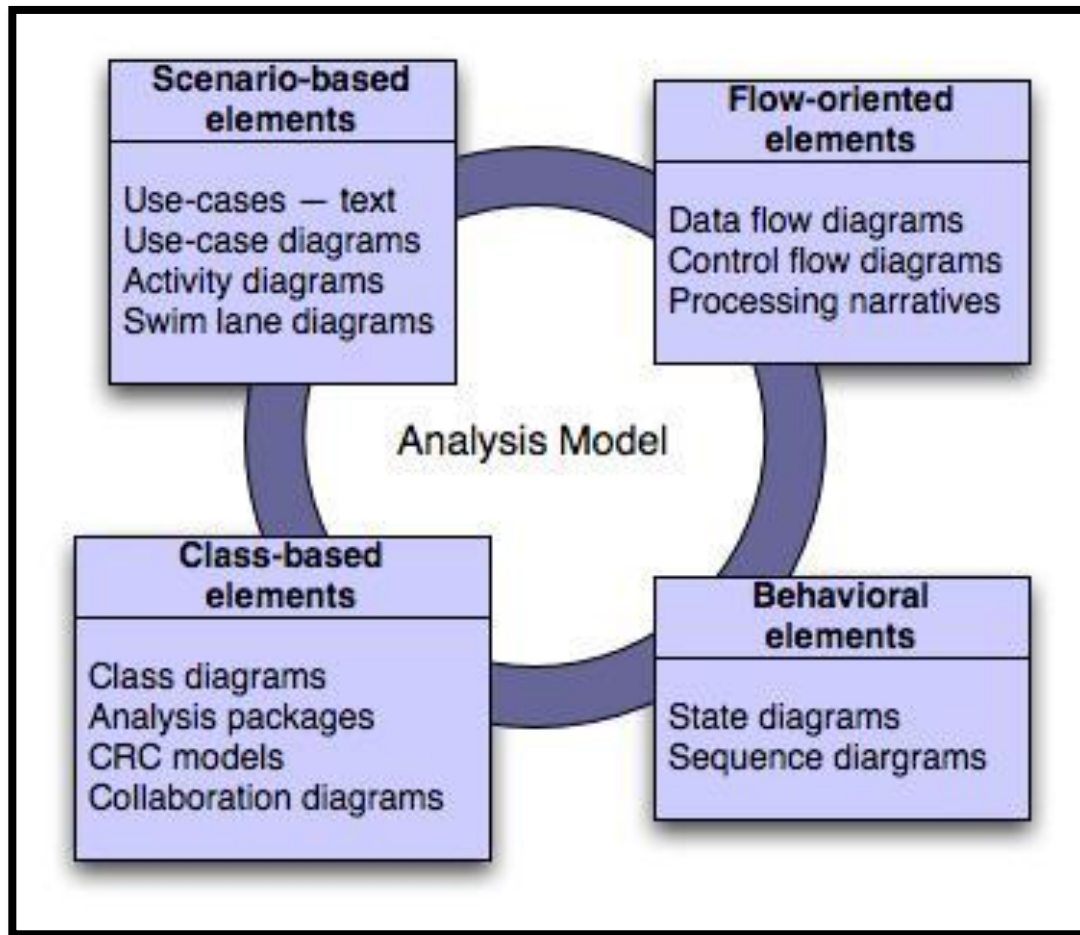 Scenario-based
elements
Use-cases — text
Use-case diagrams
Activity diagrams
Swim lane diagrams
Flow-oriented
elements
Data flow diagrams
Control flow diagrams
Processing narratives
Analysis Model
Class-based
elements
Class diagrams
Analysis packages
CRC models
Collaboration diagrams
Behavioral
elements
State diagrams
Sequence diargrams